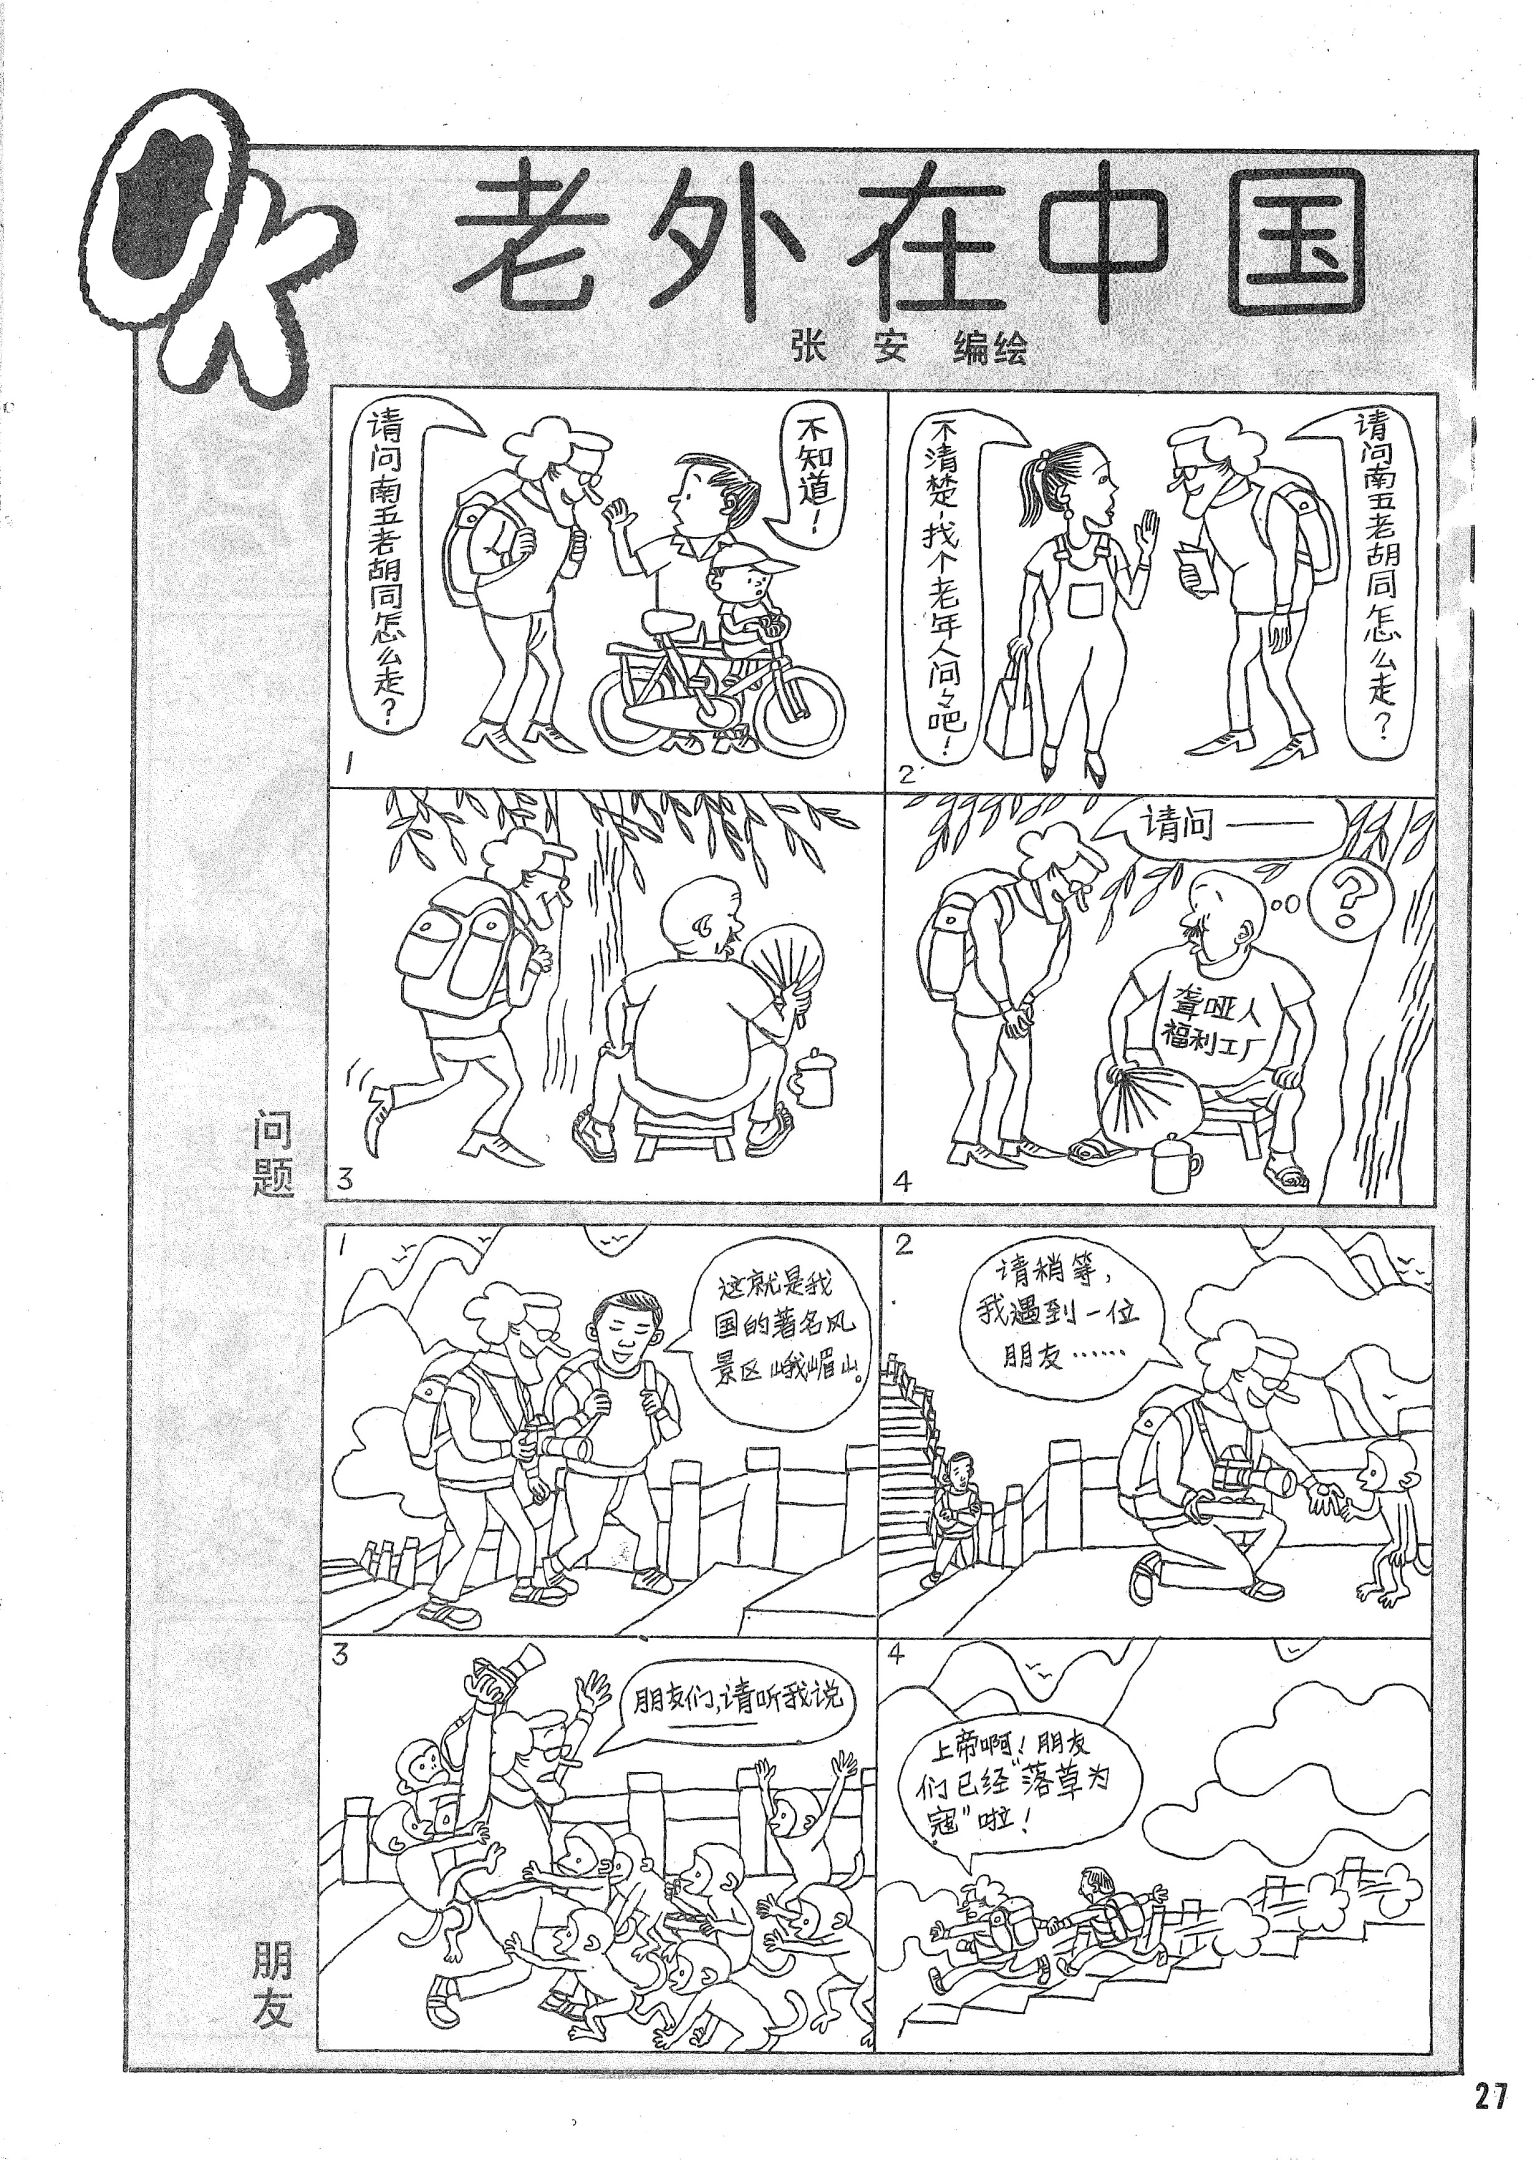 OK
老外在中国
张 安 编绘
问题
请问南五老胡同怎么走?
不知道!
1
不清楚,找个老年人问々吧!
请问南五老胡同怎么走?
2
3
请问——
?
聋哑人
福利工厂
4
朋友
1
这就是我
国的著名风
景区峨嵋山。
2
请稍等,
我遇到一位
朋友……
3
朋友们,请听我说
——
4
上帝啊!朋友
们已经"落草为
寇"啦!
27